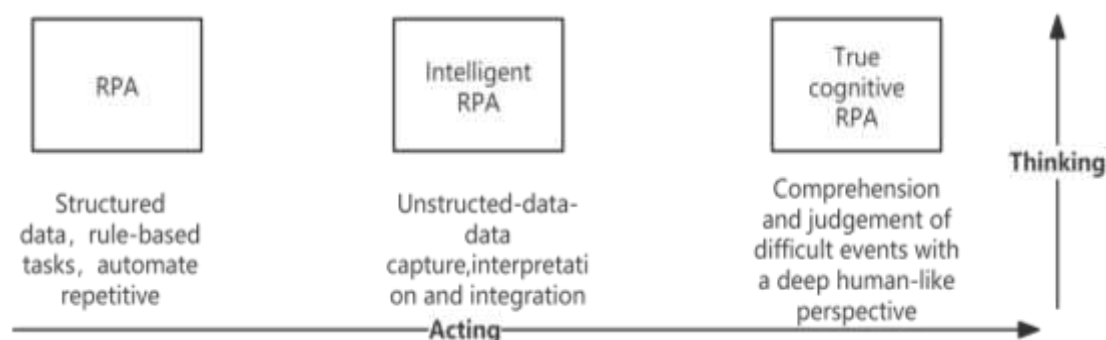 RPA
Structured
data, rule-based
tasks, automate
repetitive
Intelligent
RPA
Unstructed-data-
data
capture,interpretati
on and integration
True
cognitive
RPA
Comprehension
and judgement of
difficult events with
a deep human-like
perspective
Thinking
Acting